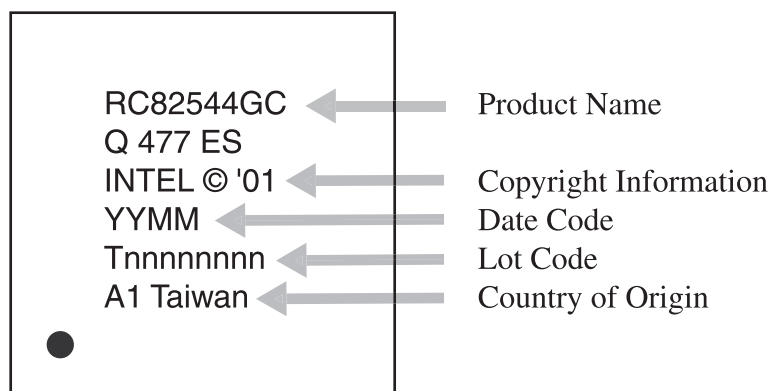 RC82544GC Product Name
Q 477 ES
INTEL © '01 Copyright Information
YYMM Date Code
Tnnnnnnnn Lot Code
A1 Taiwan Country of Origin